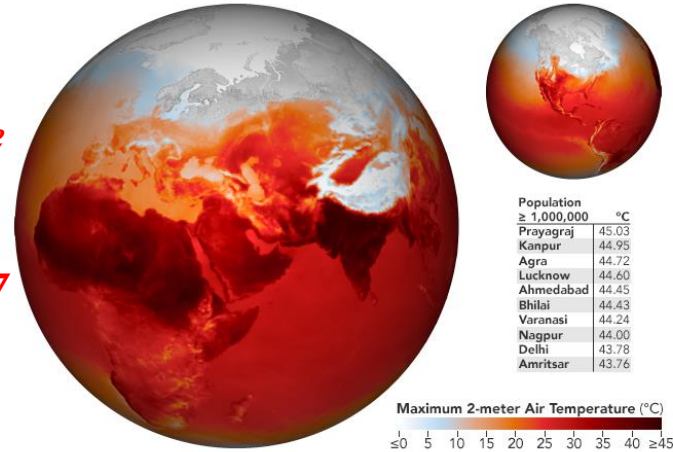 Population
≥ 1,000,000 °C
Prayagraj 45.03
Kanpur 44.95
Agra 44.72
Lucknow 44.60
Ahmedabad 44.45
Bhilai 44.43
Varanasi 44.24
Nagpur 44.00
Delhi 43.78
Amritsar 43.76
Maximum 2-meter Air Temperature (°C)
≤0 5 10 15 20 25 30 35 40 ≥45